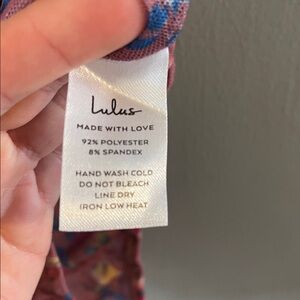 Lulus
MADE WITH LOVE
92% POLYESTER
8% SPANDEX
HAND WASH COLD
DO NOT BLEACH
LINE DRY
IRON LOW HEAT